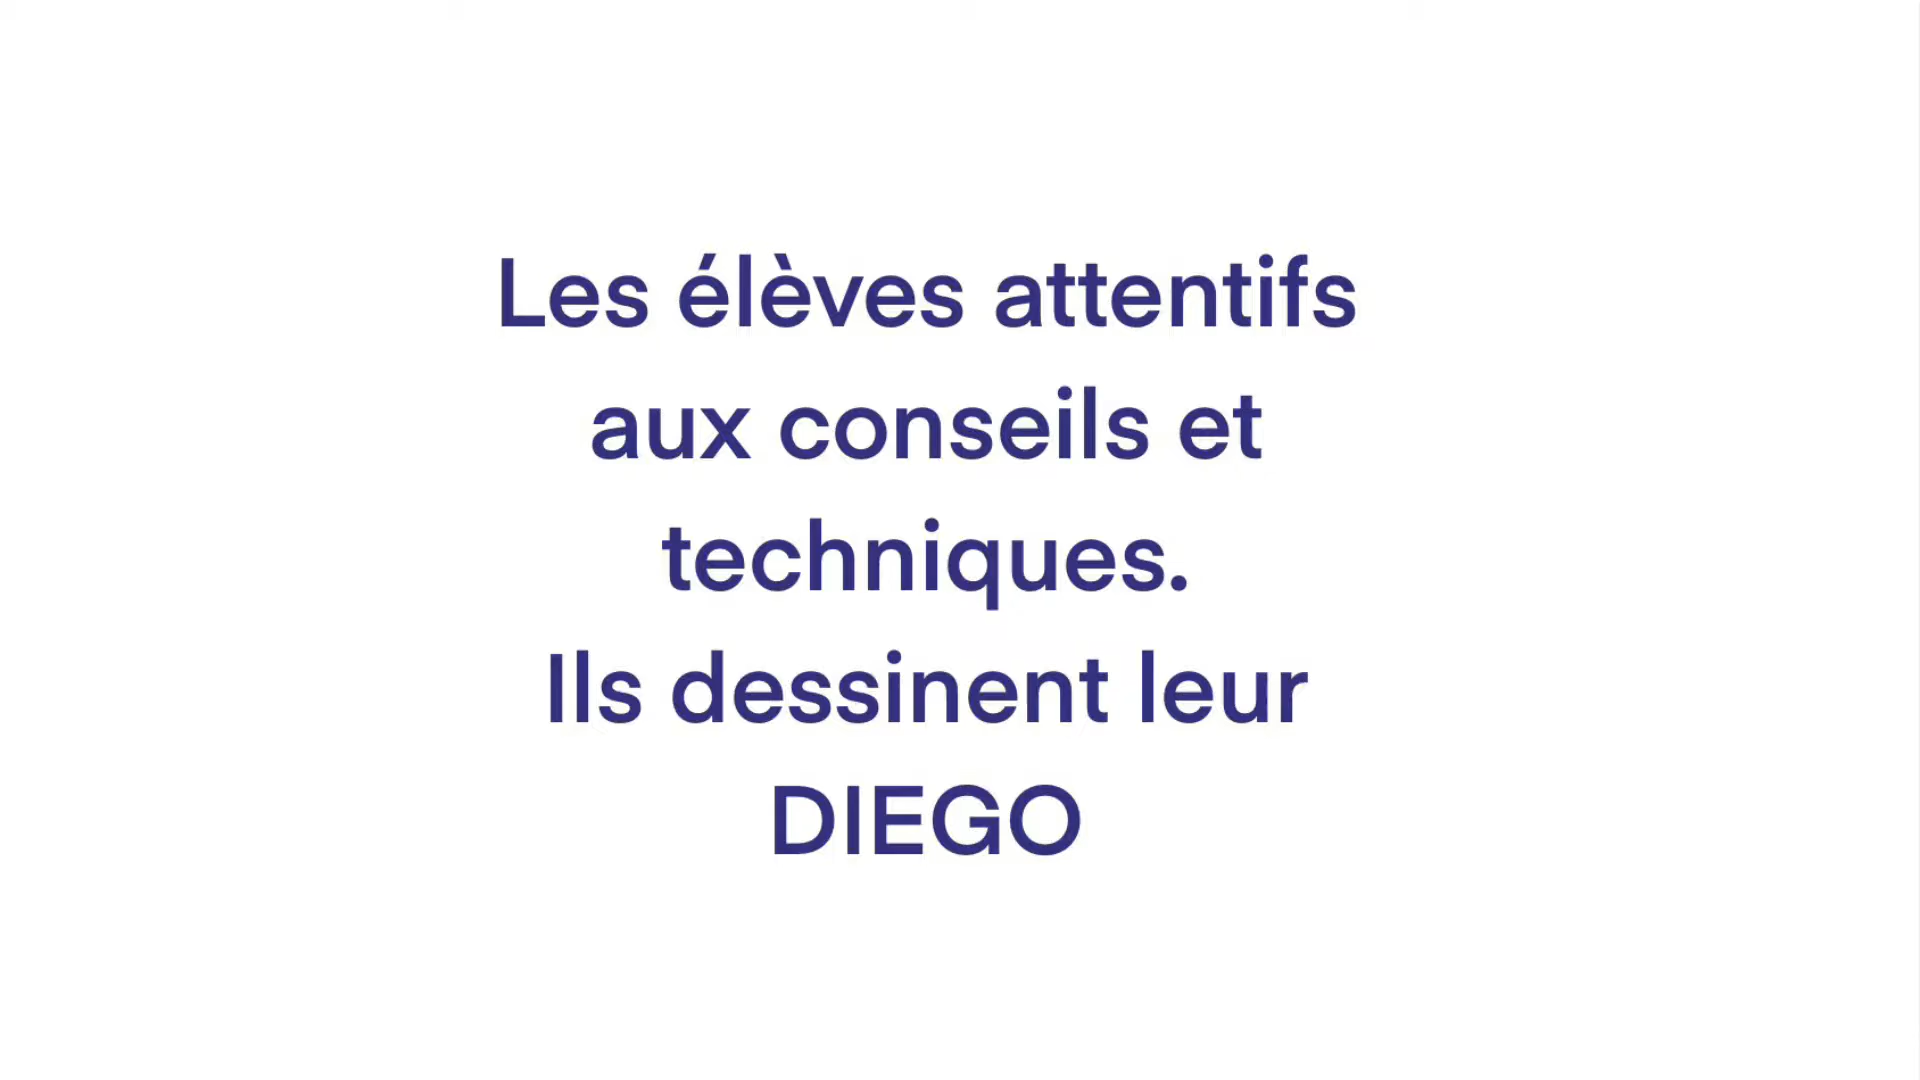 Les élèves attentifs
aux conseils et
techniques.
Ils dessinent leur
DIEGO